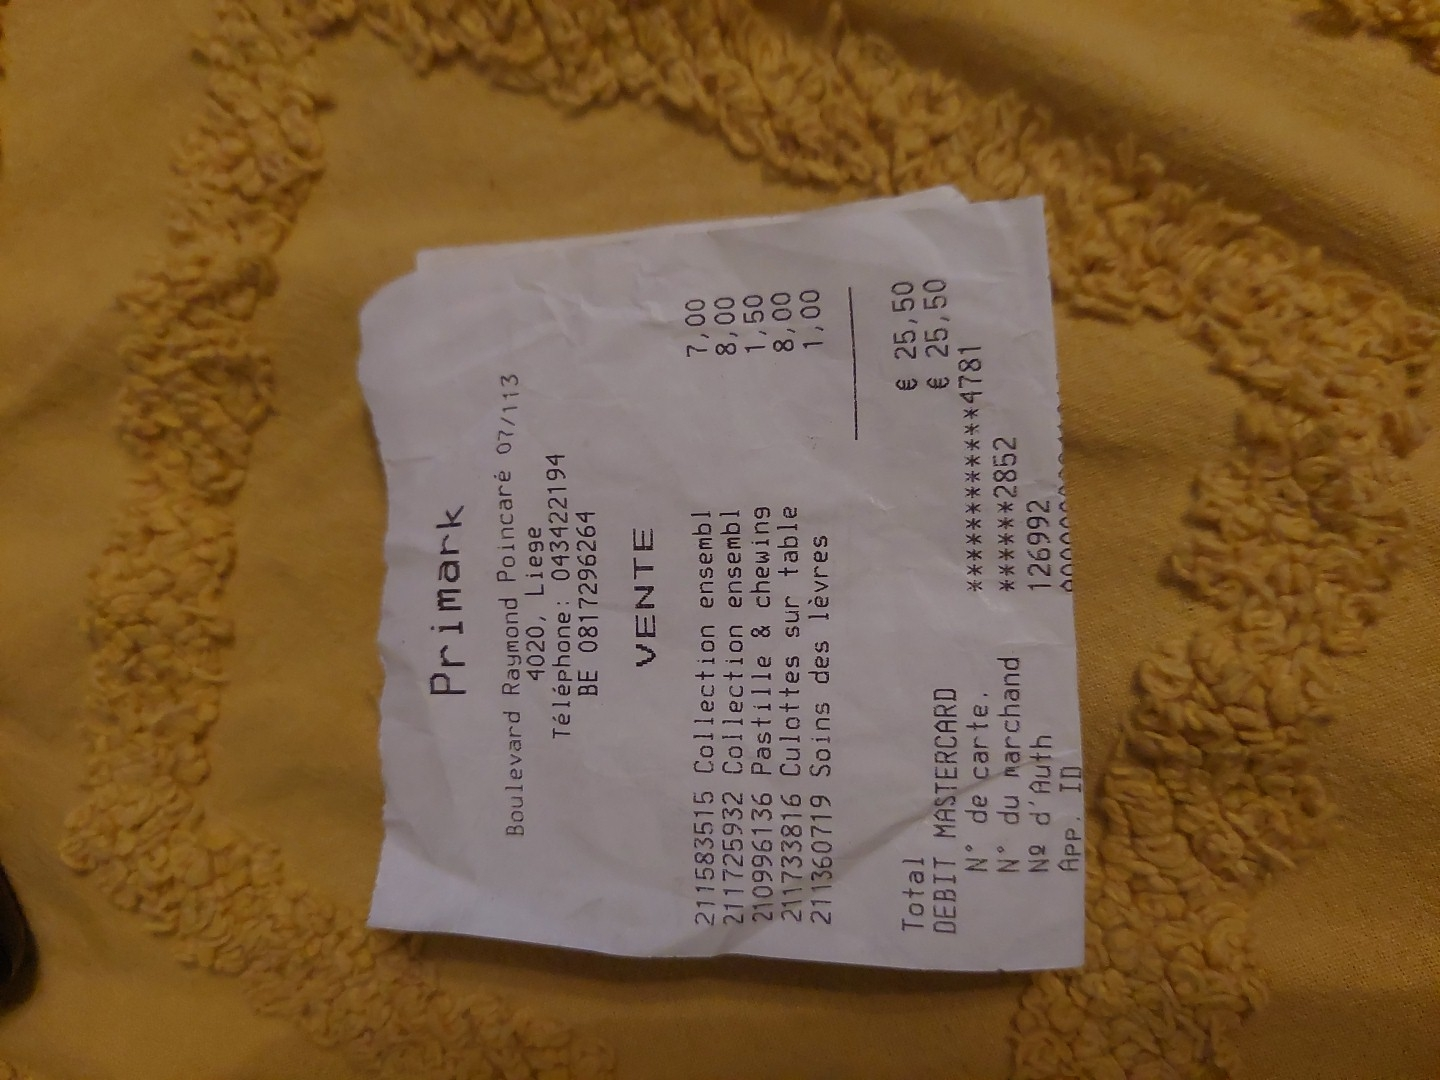 Primark
Boulevard Raymond Poincaré 07/113
4020, Liege
Téléphone: 043422194
BE 0817296264
VENTE
211583515 Collection ensembl 7,00
211725932 Collection ensembl 8,00
210996136 Pastille & chewing 1,50
211733816 Culottes sur table 8,00
211360719 Soins des lèvres 1,00
Total € 25,50
DEBIT MASTERCARD € 25,50
N° de carte. ************4781
N° du marchand ******2852
Nº d'Auth 126992
App. ID